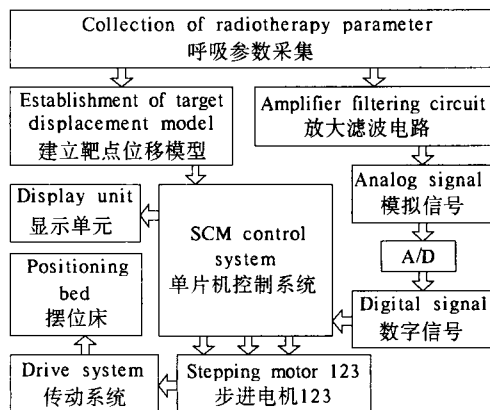 Collection of radiotherapy parameter
呼吸参数采集
Establishment of target
displacement model
建立靶点位移模型
Amplifier filtering circuit
放大滤波电路
Display unit
显示单元
SCM control
system
单片机控制系统
Analog signal
模拟信号
A/D
Positioning
bed
摆位床
Digital signal
数字信号
Drive system
传动系统
Stepping motor 123
步进电机123